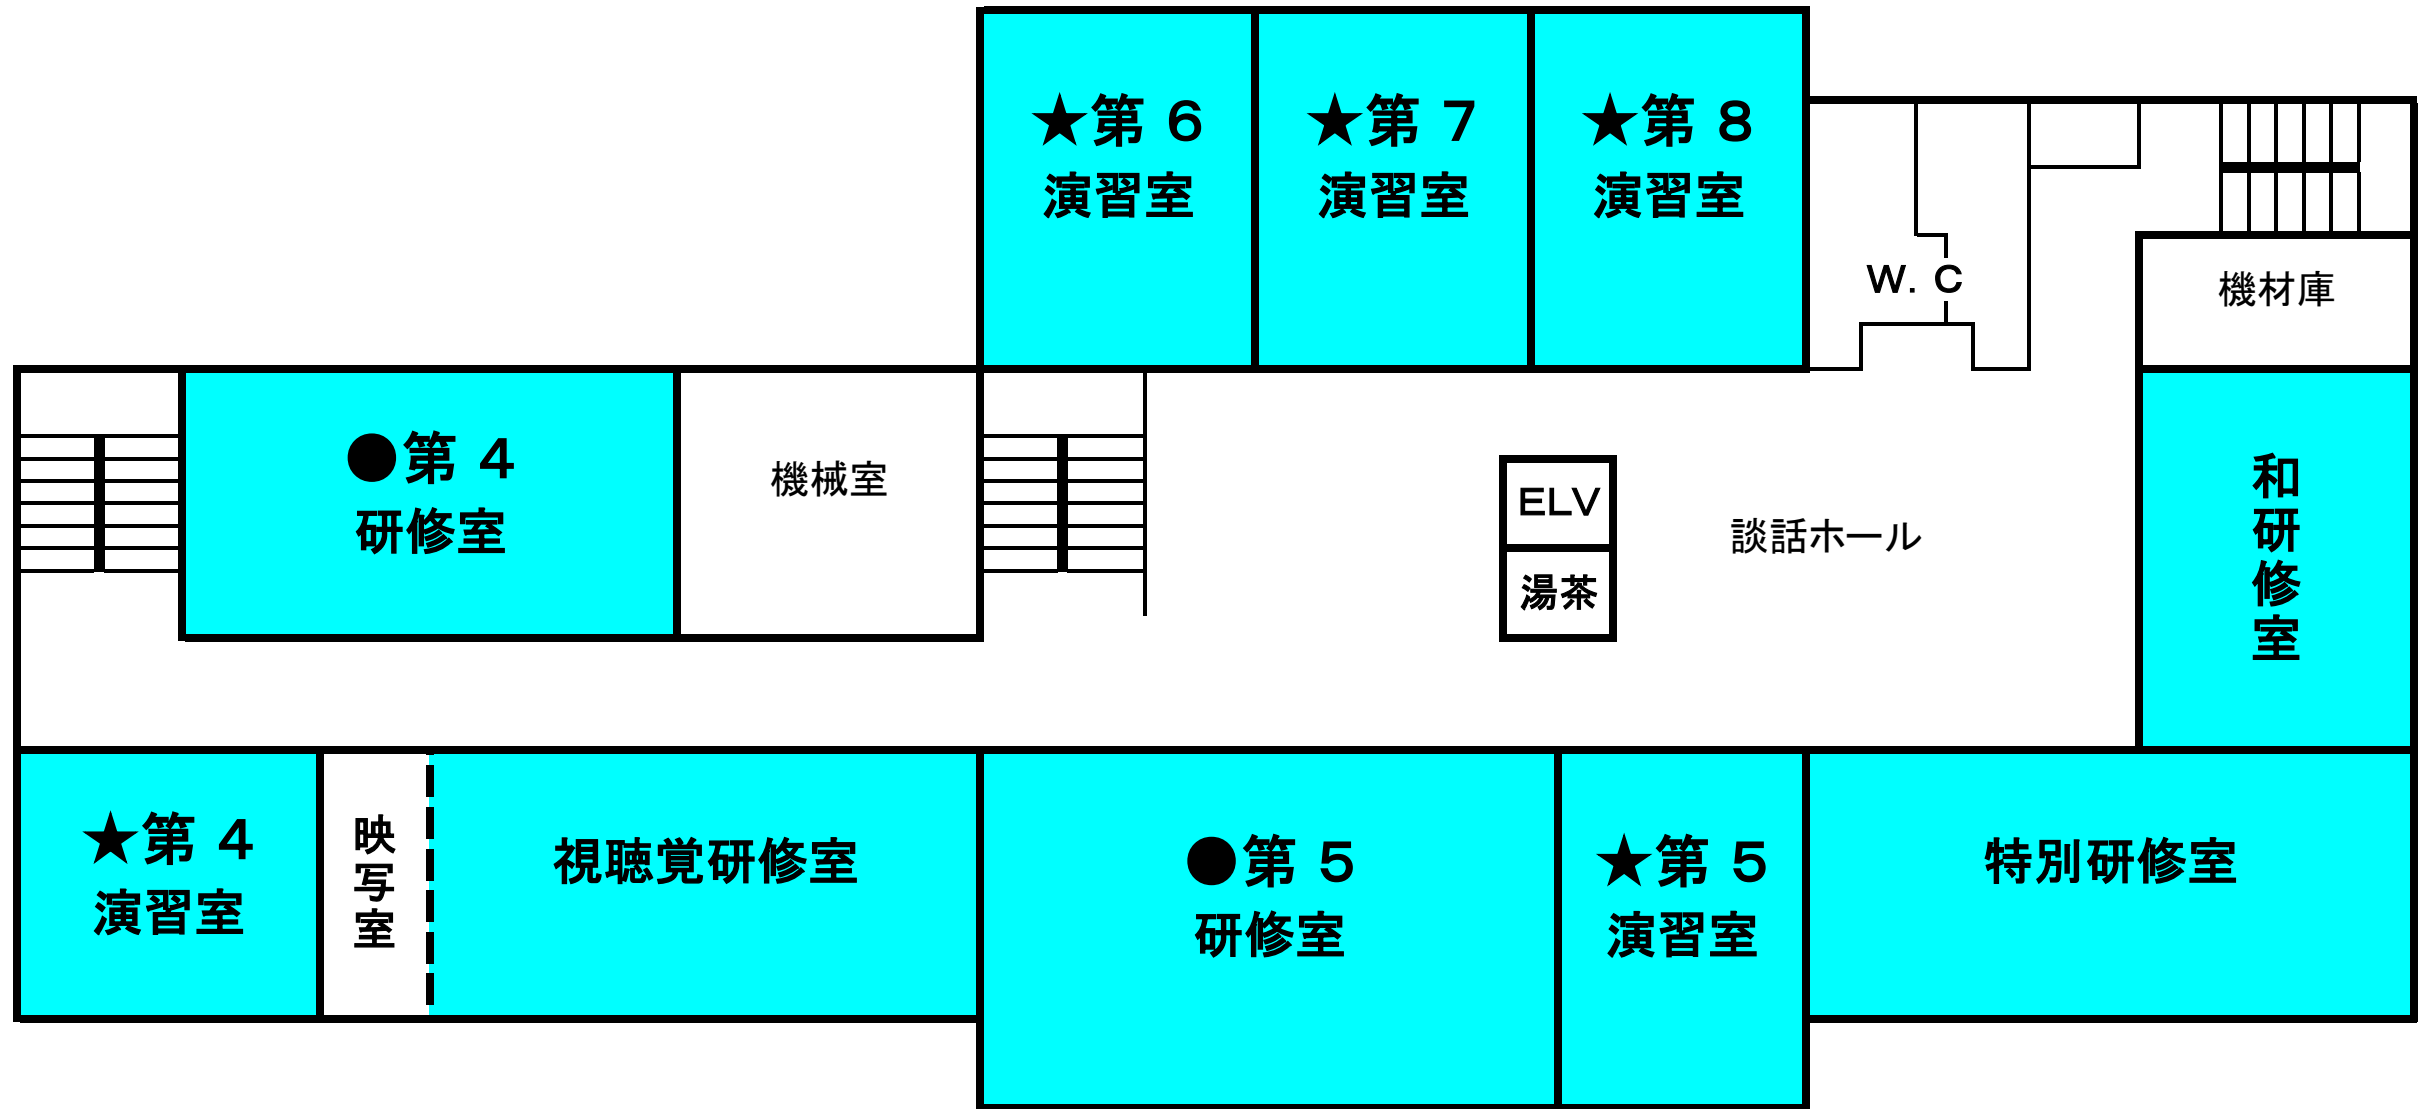 ★第 6
演習室
★第 7
演習室
★第 8
演習室
W. C
機材庫
●第 4
研修室
機械室
ELV
湯茶
談話ホール
和研修室
★第 4
演習室
映写室
視聴覚研修室
●第 5
研修室
★第 5
演習室
特別研修室